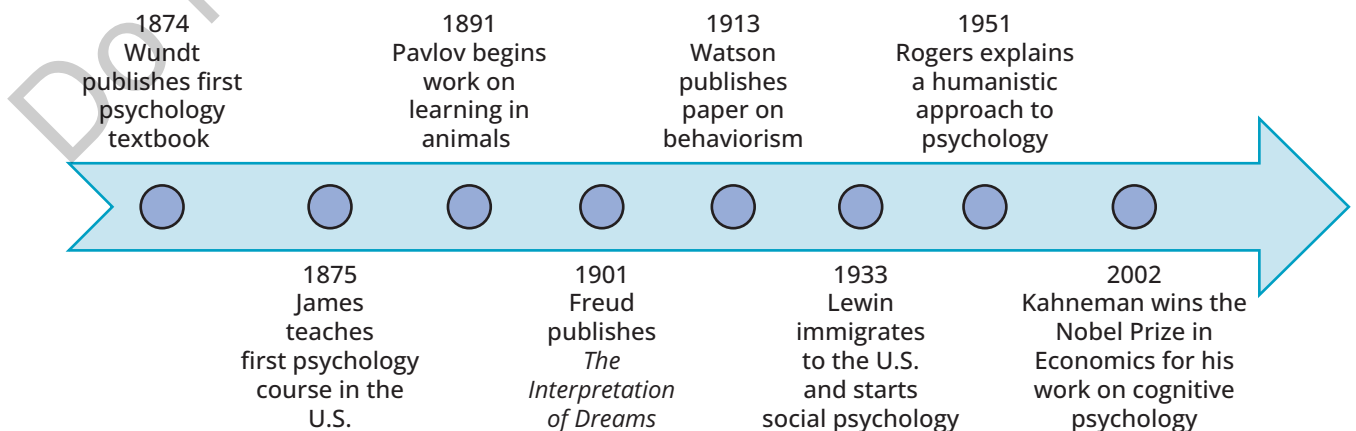 1874
Wundt
publishes first
psychology
textbook
1891
Pavlov begins
work on
learning in
animals
1913
Watson
publishes
paper on
behaviorism
1951
Rogers explains
a humanistic
approach to
psychology
1875
James
teaches
first psychology
course in the
U.S.
1901
Freud
publishes
The
Interpretation
of Dreams
1933
Lewin
immigrates
to the U.S.
and starts
social psychology
2002
Kahneman wins the
Nobel Prize in
Economics for his
work on cognitive
psychology
Do